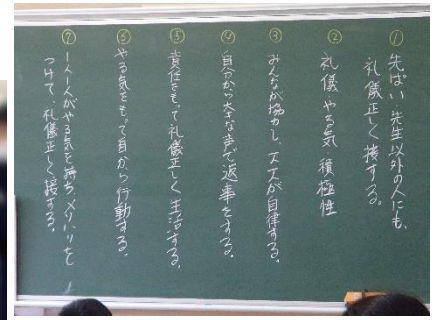 ①
先ぱい、先生以外の人にも、
礼儀正しく接する。
②
礼儀 やる気 積極性
③
みんなが協力し、一人一人が自律する。
④
自分から大きな声で返事をする。
⑤
責任をもって礼儀正しく生活する。
⑥
やる気をもって自から行動する。
⑦
一人一人がやる気を持ち、メリハリを
つけて、礼儀正しく接する。